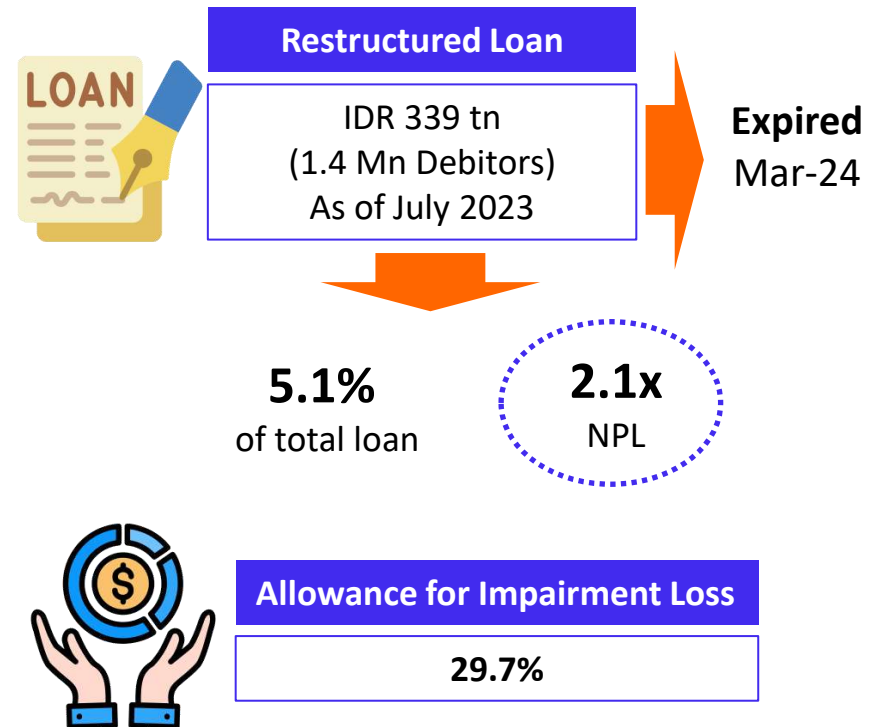 Restructured Loan
LOAN
IDR 339 tn
(1.4 Mn Debitors)
As of July 2023
Expired
Mar-24
5.1%
of total loan
2.1x
NPL
$
Allowance for Impairment Loss
29.7%